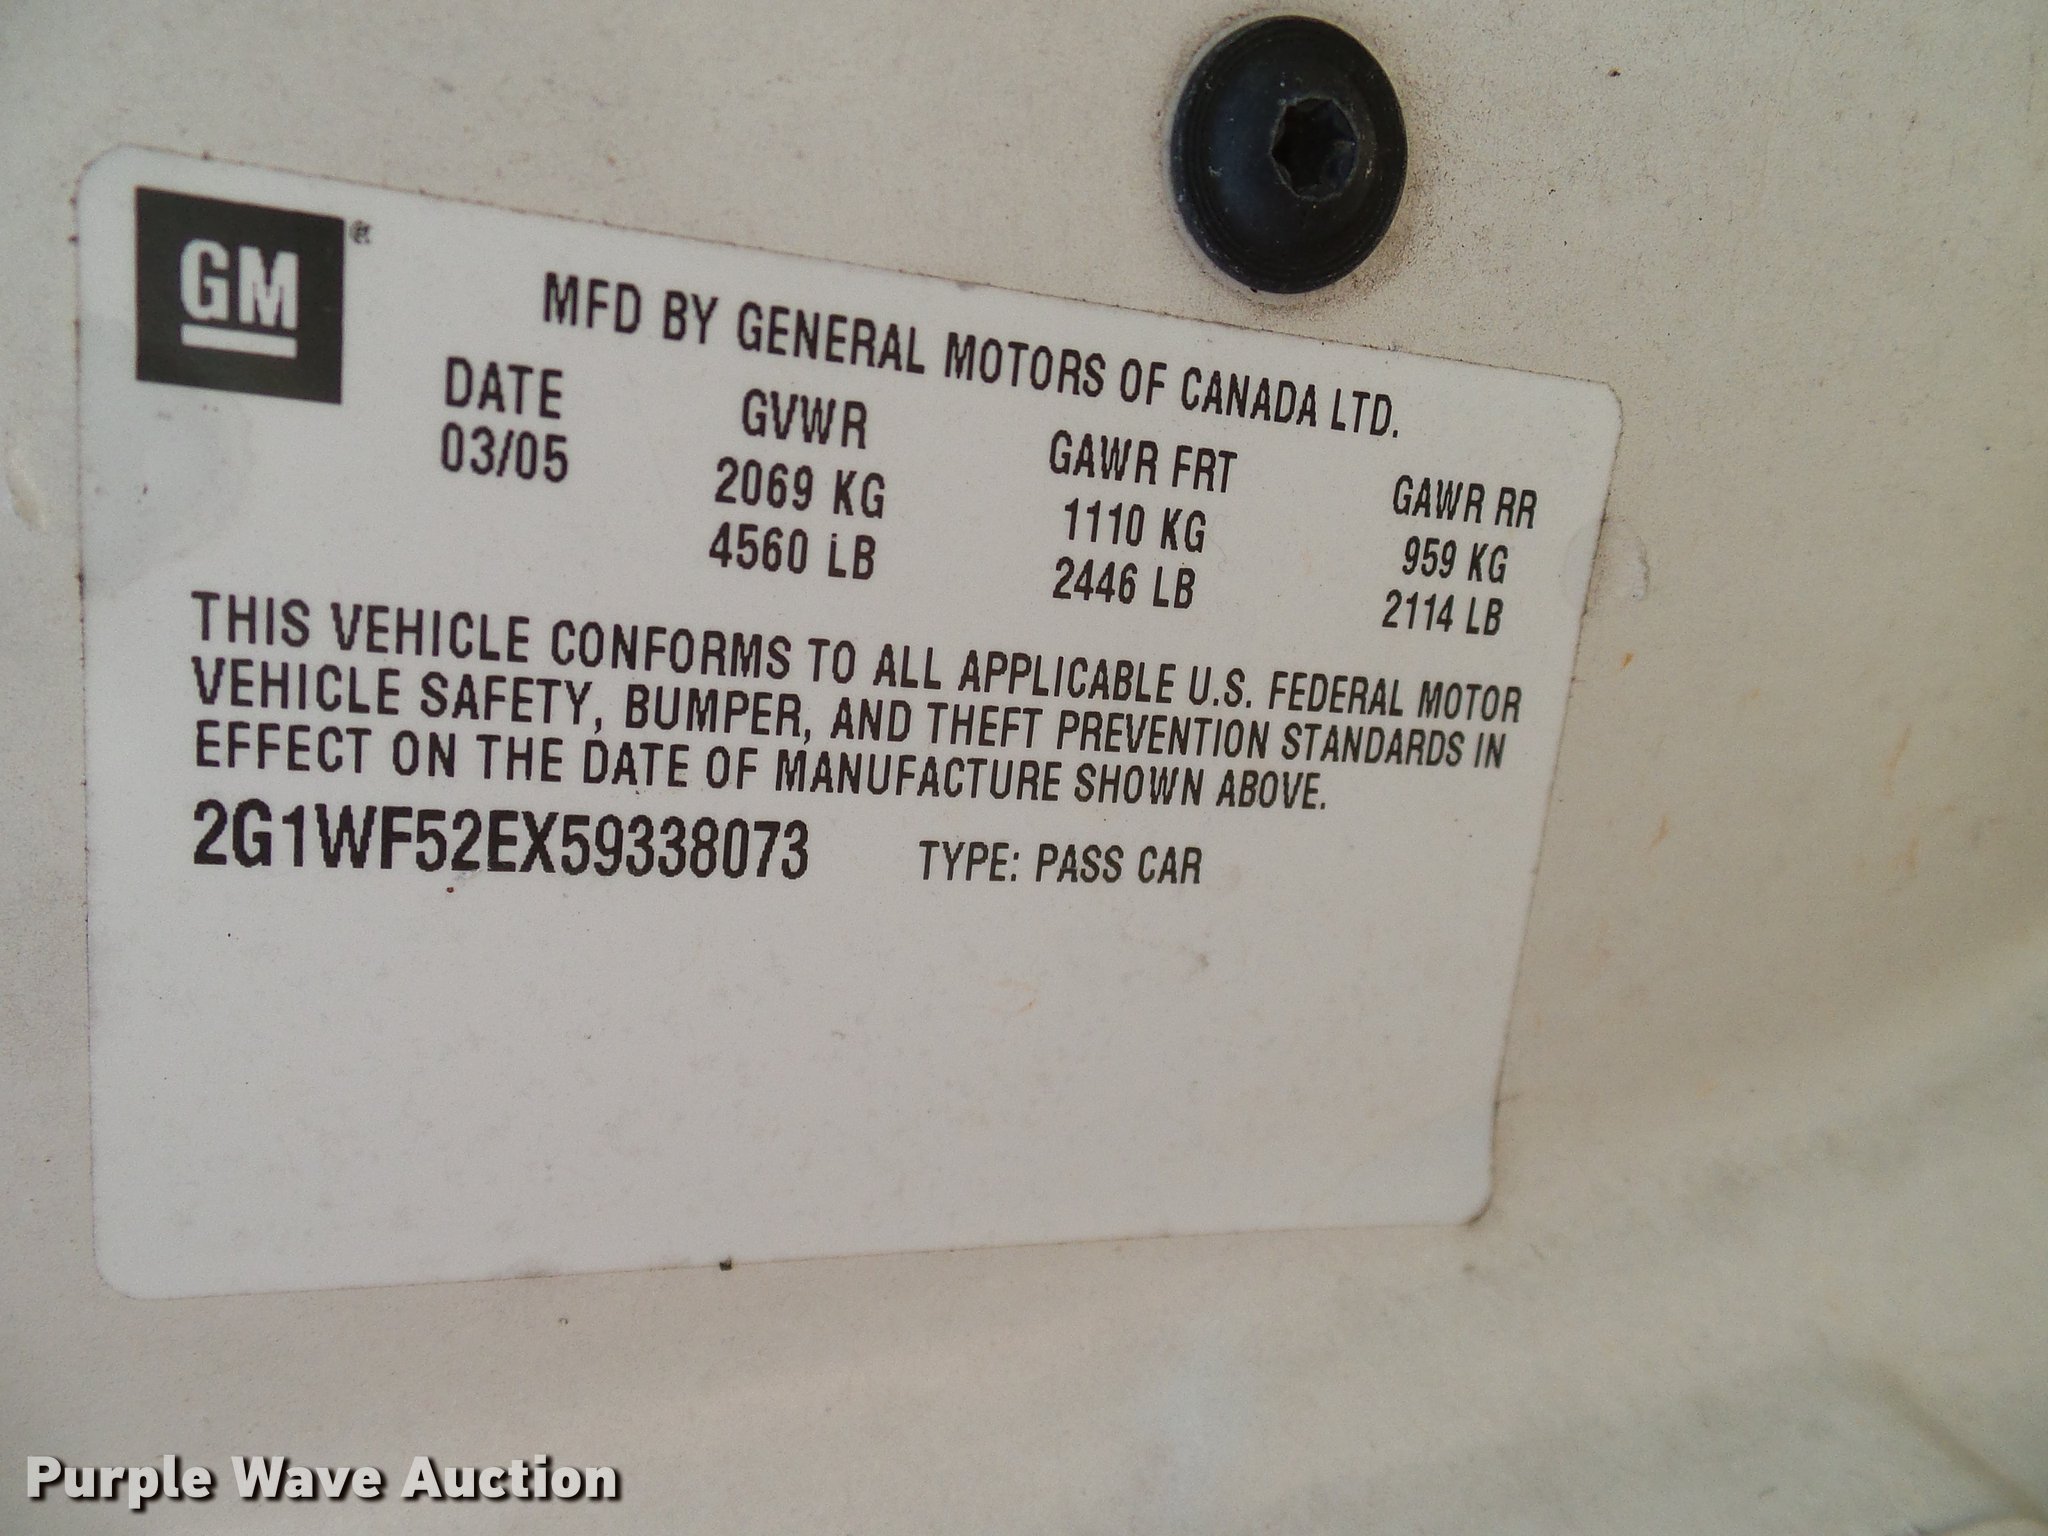 GM
MFD BY GENERAL MOTORS OF CANADA LTD.
DATE GVWR GAWR FRT GAWR RR
03/05 2069 KG 1110 KG 959 KG
4560 LB 2446 LB 2114 LB
THIS VEHICLE CONFORMS TO ALL APPLICABLE U.S. FEDERAL MOTOR
VEHICLE SAFETY, BUMPER, AND THEFT PREVENTION STANDARDS IN
EFFECT ON THE DATE OF MANUFACTURE SHOWN ABOVE.
2G1WF52EX59338073 TYPE: PASS CAR
Purple Wave Auction